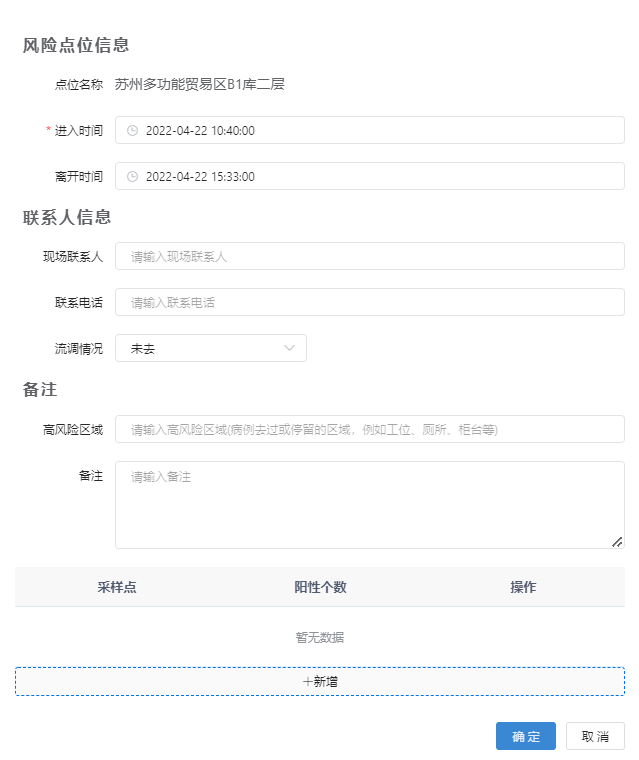 风险点位信息
点位名称 苏州多功能贸易区B1库二层
* 进入时间 2022-04-22 10:40:00
离开时间 2022-04-22 15:33:00
联系人信息
现场联系人 请输入现场联系人
联系电话 请输入联系电话
流调情况 未去
备注
高风险区域 请输入高风险区域(病例去过或停留的区域，例如工位、厕所、柜台等)
备注 请输入备注
采样点 阳性个数 操作
暂无数据
+新增
确定 取消